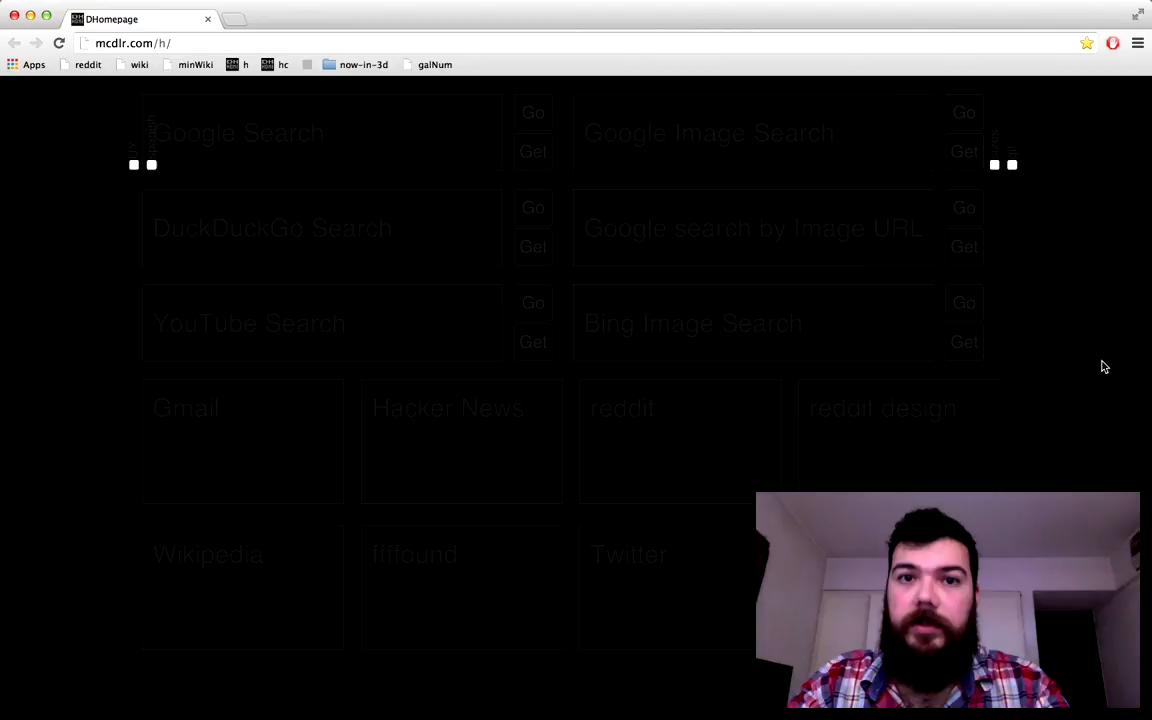 DHomepage
mcdlr.com/h/
Apps reddit wiki minWiki h hc now-in-3d galNum
Google Search Go Get
Google Image Search Go Get
DuckDuckGo Search Go Get
Google search by Image URL Go Get
YouTube Search Go Get
Bing Image Search Go Get
Gmail Hacker News reddit reddit design
Wikipedia ffffound Twitter